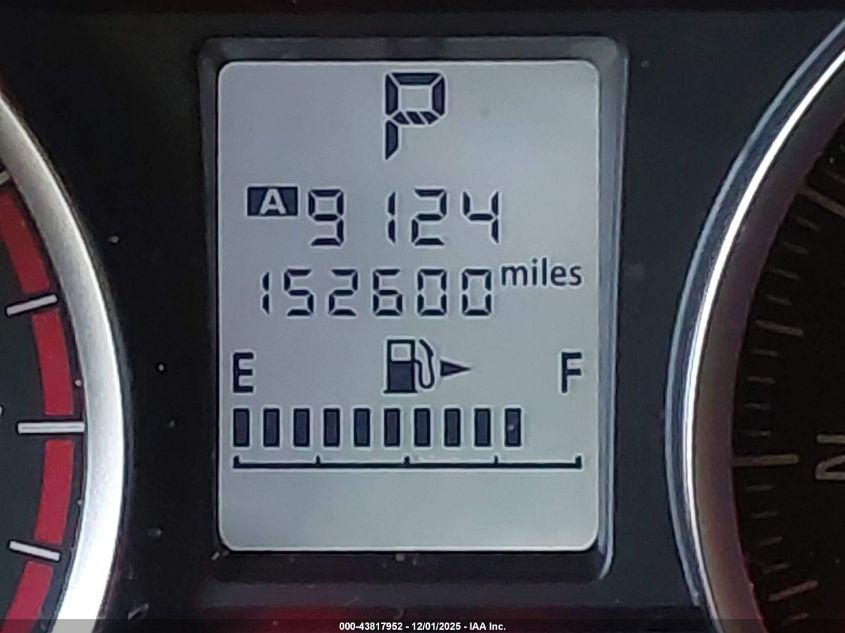 P
A 9124
152600 miles
E F
000-43817952 - 12/01/2025 - IAA Inc.